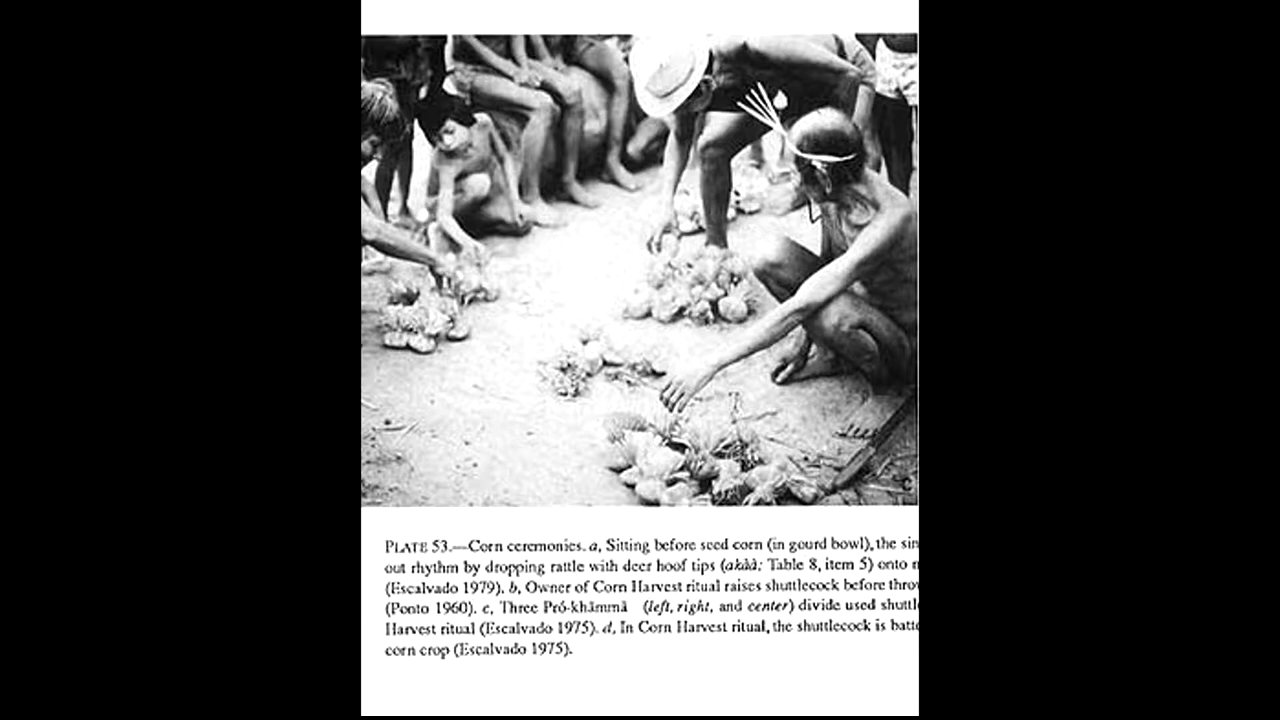 PLATE 53.—Corn ceremonies. a, Sitting before seed corn (in gourd bowl), the sin
out rhythm by dropping rattle with deer hoof tips (akàà; Table 8, item 5) onto
(Escalvado 1979). b, Owner of Corn Harvest ritual raises shuttlecock before throw
(Ponto 1960). c, Three Pró-khãmmã (left, right, and center) divide used shuttl
Harvest ritual (Escalvado 1975). d, In Corn Harvest ritual, the shuttlecock is batte
corn crop (Escalvado 1975).